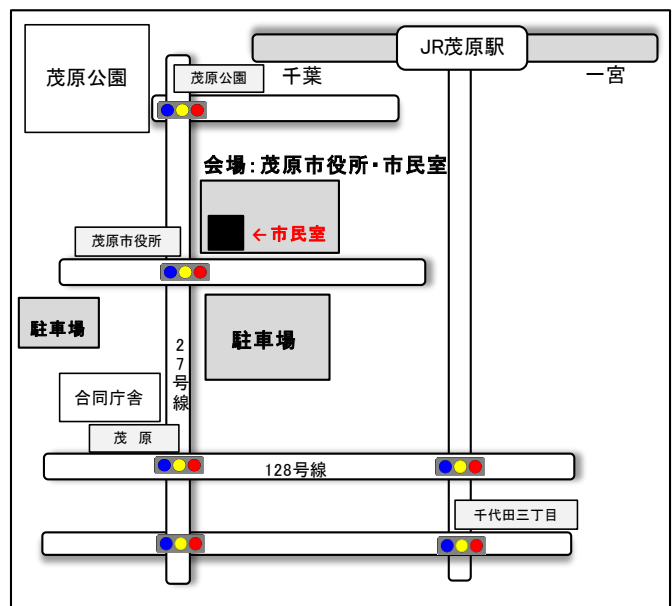 JR茂原駅
茂原公園
茂原公園
千葉
一宮
会場:茂原市役所・市民室
←市民室
茂原市役所
駐車場
駐車場
27号線
合同庁舎
茂 原
128号線
千代田三丁目